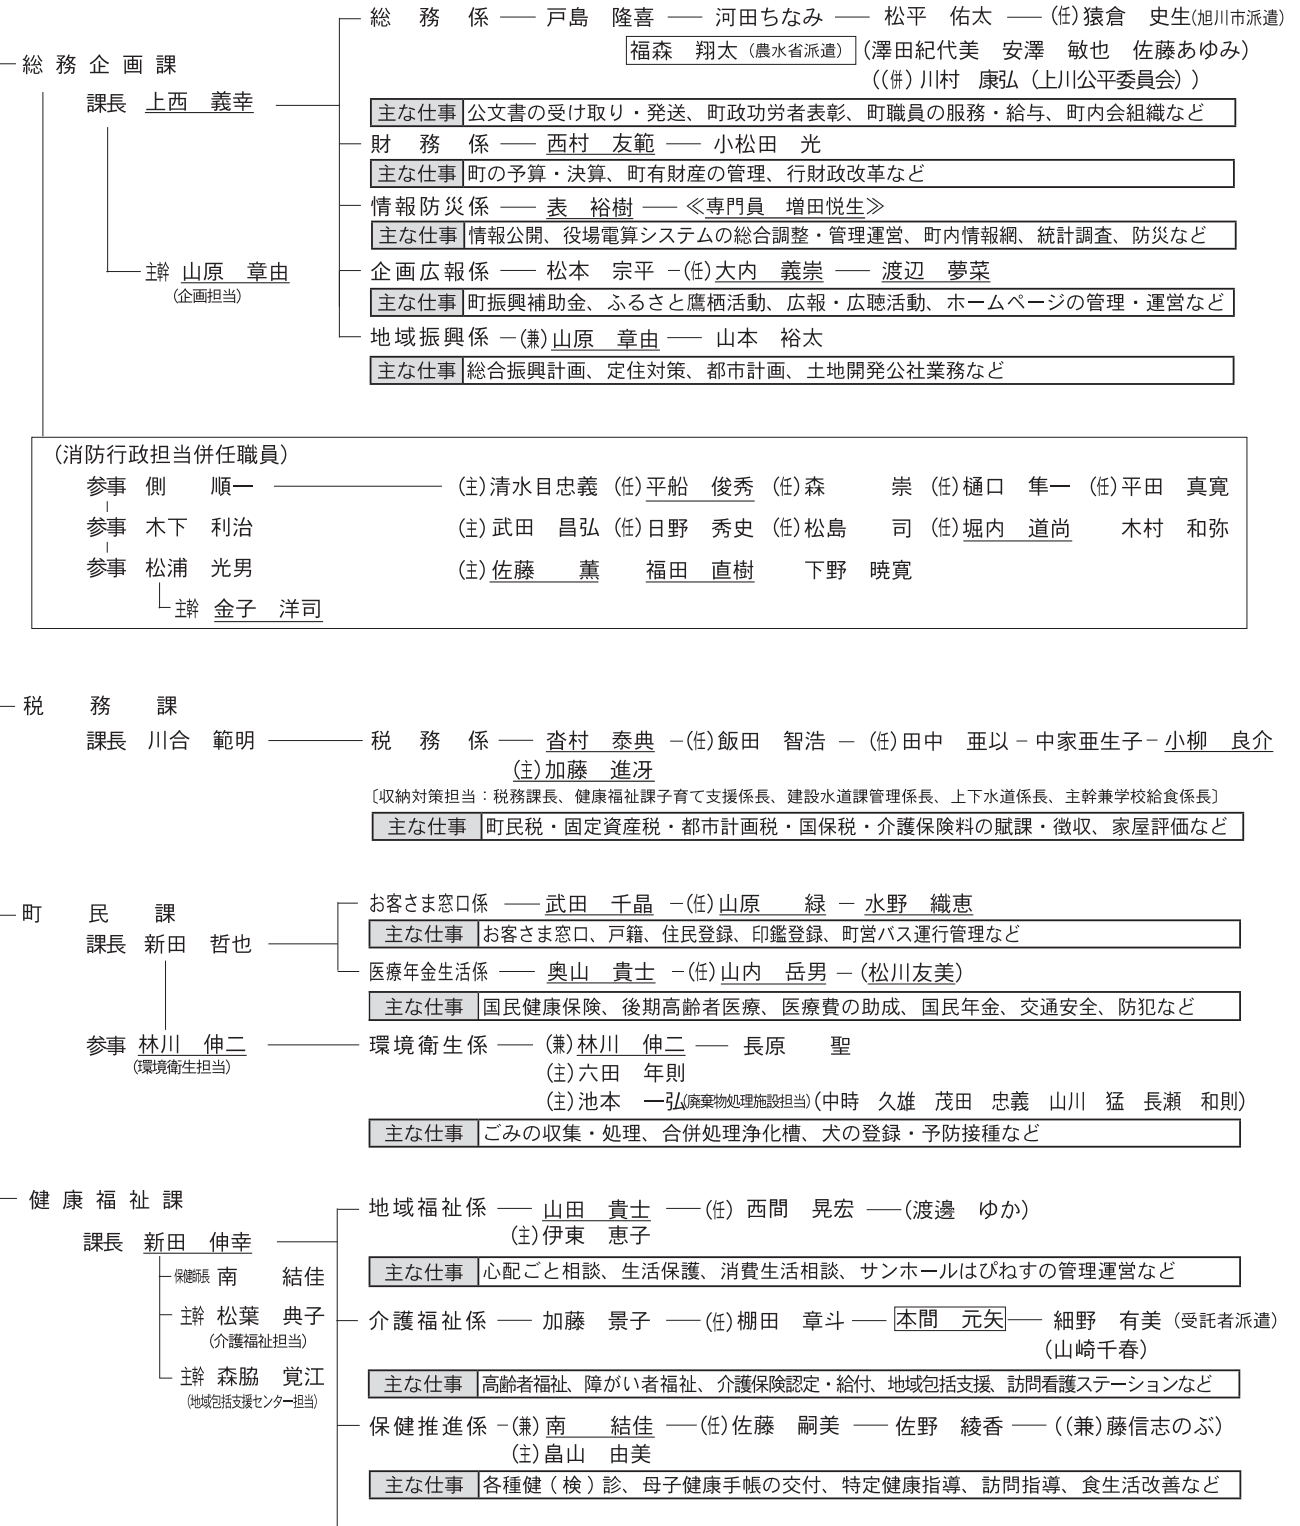 総務係 戸島 隆喜 河田ちなみ 松平 佑太 (任)猿倉 史生(旭川市派遣)
福森 翔太(農水省派遣) (澤田紀代美 安澤 敏也 佐藤あゆみ)
総務企画課
((併)川村 康弘(上川公平委員会))
課長 上西 義幸
主な仕事 公文書の受け取り・発送、町政功労者表彰、町職員の服務・給与、町内会組織など
財務係 西村 友範 小松田 光
主な仕事 町の予算・決算、町有財産の管理、行財政改革など
情報防災係 表 裕樹 ≪専門員 増田悦生≫
主な仕事 情報公開、役場電算システムの総合調整・管理運営、町内情報網、統計調査、防災など
主幹 山原 章由 企画広報係 松本 宗平 (任)大内 義崇 渡辺 夢菜
(企画担当)
主な仕事 町振興補助金、ふるさと鷹栖活動、広報・広聴活動、ホームページの管理・運営など
地域振興係 (兼)山原 章由 山本 裕太
主な仕事 総合振興計画、定住対策、都市計画、土地開発公社業務など
(消防行政担当併任職員)
参事 側 順一 (主)清水目忠義 (任)平船 俊秀 (任)森 崇 (任)樋口 隼一 (任)平田 真寛
参事 木下 利治 (主)武田 昌弘 (任)日野 秀史 (任)松島 司 (任)堀内 道尚 木村 和弥
参事 松浦 光男 (主)佐藤 薫 福田 直樹 下野 暁寛
主幹 金子 洋司
税務課
課長 川合 範明 税務係 沓村 泰典 (任)飯田 智浩 (任)田中 亜以 中家亜生子 小柳 良介
(主)加藤 進冴
〔収納対策担当：税務課長、健康福祉課子育て支援係長、建設水道課管理係長、上下水道係長、主幹兼学校給食係長〕
主な仕事 町民税・固定資産税・都市計画税・国保税・介護保険料の賦課・徴収、家屋評価など
町民課 お客さま窓口係 武田 千晶 (任)山原 緑 水野 織恵
課長 新田 哲也
主な仕事 お客さま窓口、戸籍、住民登録、印鑑登録、町営バス運行管理など
医療年金生活係 奥山 貴士 (任)山内 岳男 (松川友美)
主な仕事 国民健康保険、後期高齢者医療、医療費の助成、国民年金、交通安全、防犯など
参事 林川 伸二 環境衛生係 (兼)林川 伸二 長原 聖
(環境衛生担当)
(主)六田 年則
(主)池本 一弘(廃棄物処理施設担当)(中時 久雄 茂田 忠義 山川 猛 長瀬 和則)
主な仕事 ごみの収集・処理、合併処理浄化槽、犬の登録・予防接種など
健康福祉課 地域福祉係 山田 貴士 (任) 西間 晃宏 (渡邊 ゆか)
(主)伊東 恵子
課長 新田 伸幸
主な仕事 心配ごと相談、生活保護、消費生活相談、サンホールはぴねすの管理運営など
保健師長 南 結佳
主幹 松葉 典子 介護福祉係 加藤 景子 (任)棚田 章斗 本間 元矢 細野 有美(受託者派遣)
(介護福祉担当) (山崎千春)
主幹 森脇 覚江
(地域包括支援センター担当)
主な仕事 高齢者福祉、障がい者福祉、介護保険認定・給付、地域包括支援、訪問看護ステーションなど
保健推進係 (兼)南 結佳 (任)佐藤 嗣美 佐野 綾香 ((兼)藤信志のぶ)
(主)畠山 由美
主な仕事 各種健(検)診、母子健康手帳の交付、特定健康指導、訪問指導、食生活改善など